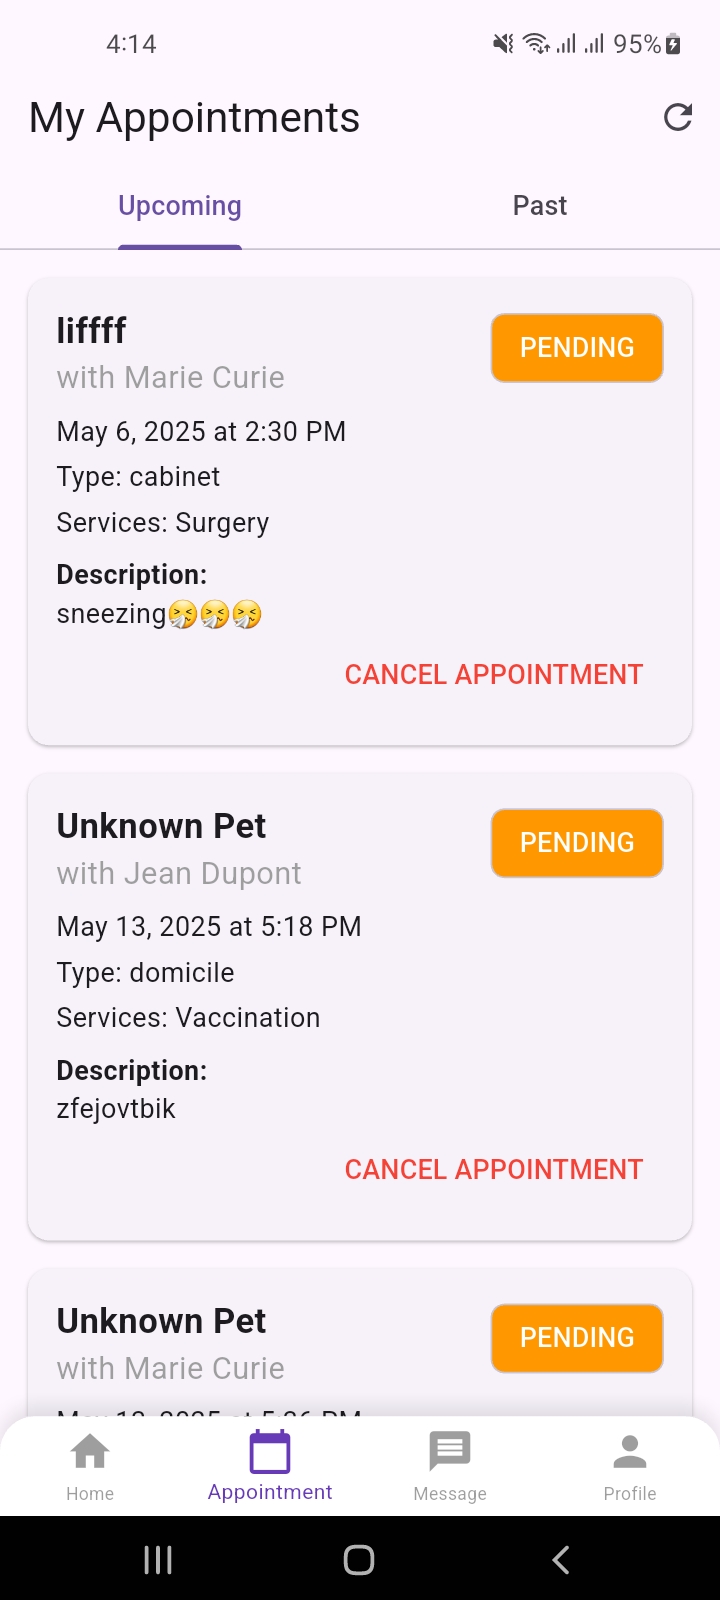 4:14 95%
My Appointments
Upcoming Past
liffff
PENDING
with Marie Curie
May 6, 2025 at 2:30 PM
Type: cabinet
Services: Surgery
Description:
sneezing🤧🤧🤧
CANCEL APPOINTMENT
Unknown Pet
PENDING
with Jean Dupont
May 13, 2025 at 5:18 PM
Type: domicile
Services: Vaccination
Description:
zfejovtbik
CANCEL APPOINTMENT
Unknown Pet
PENDING
with Marie Curie
Home Appointment Message Profile